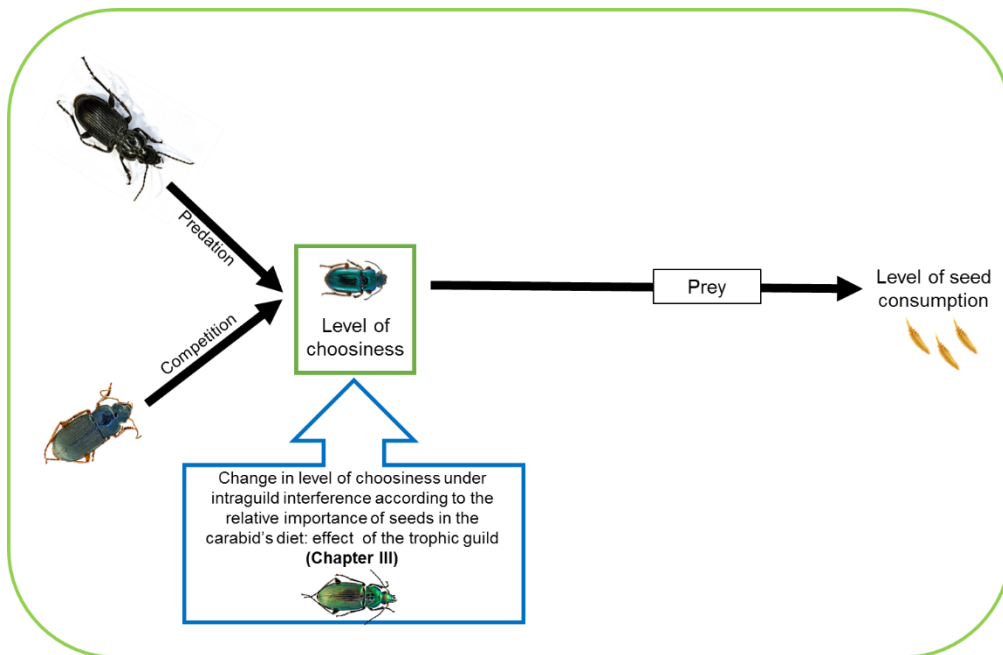 Predation
Competition
Level of
choosiness
Prey
Level of seed
consumption
Change in level of choosiness under
intraguild interference according to the
relative importance of seeds in the
carabid's diet: effect of the trophic guild
(Chapter III)